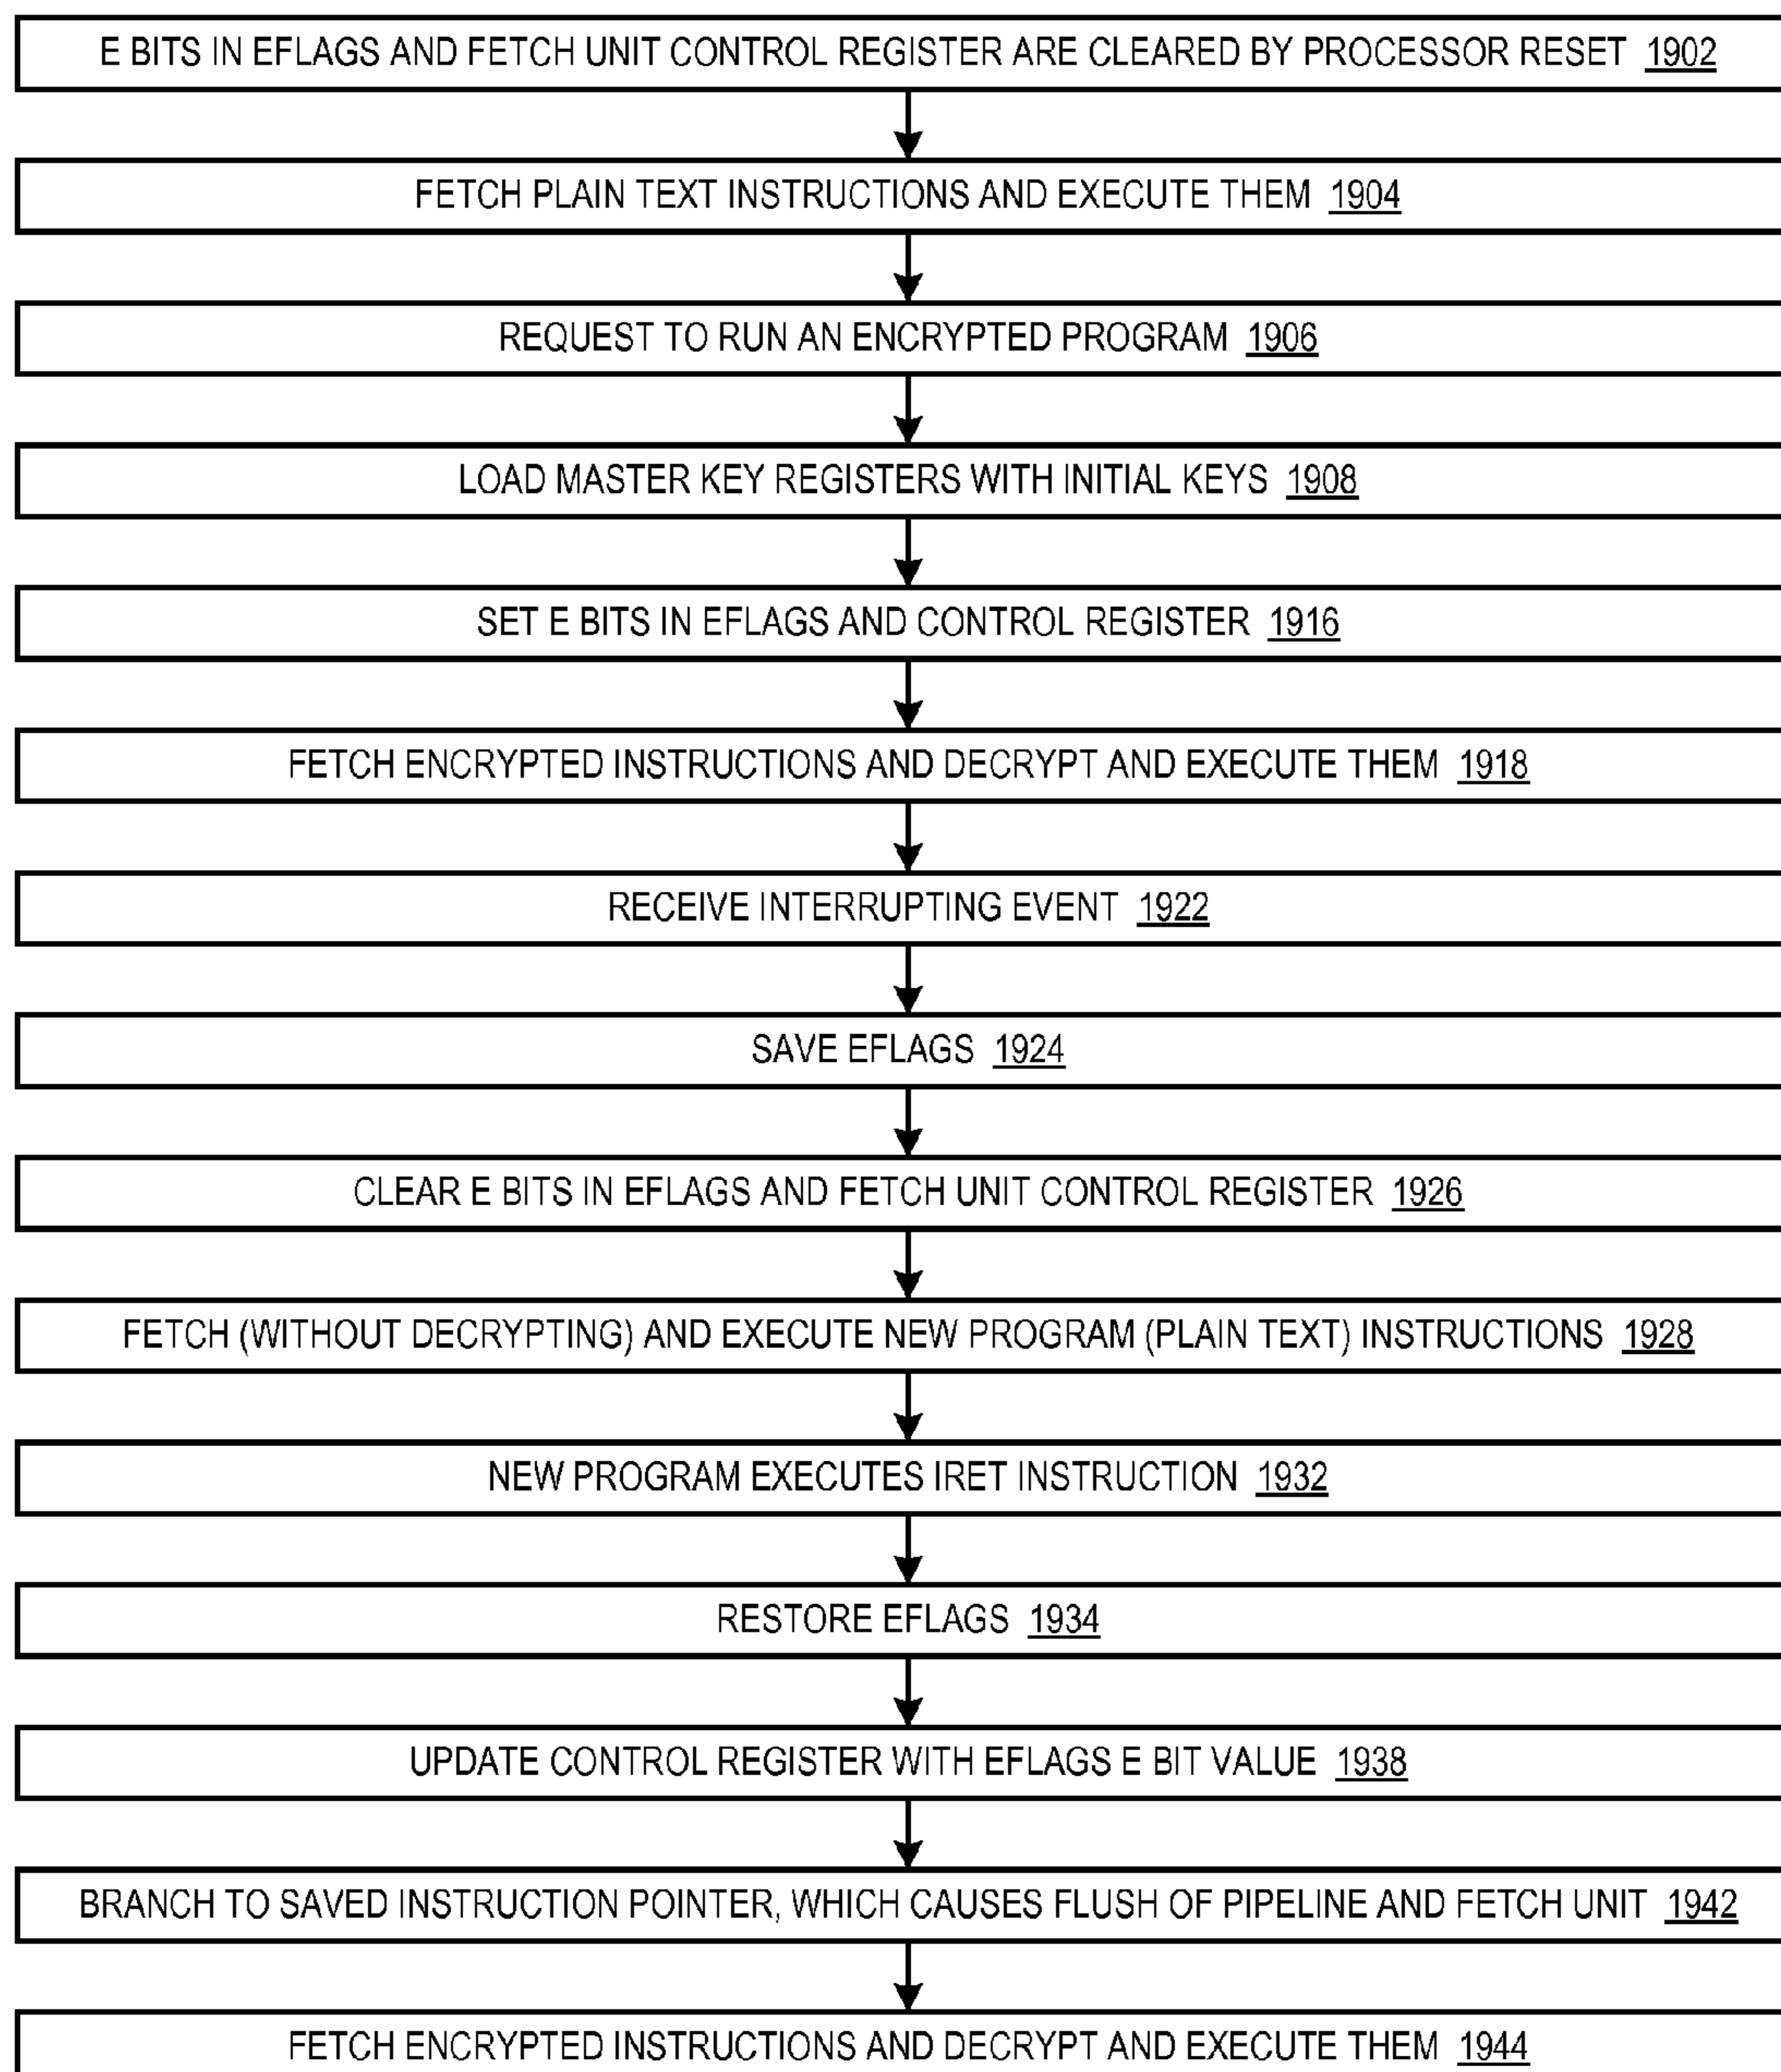 E BITS IN EFLAGS AND FETCH UNIT CONTROL REGISTER ARE CLEARED BY PROCESSOR RESET 1902
FETCH PLAIN TEXT INSTRUCTIONS AND EXECUTE THEM 1904
REQUEST TO RUN AN ENCRYPTED PROGRAM 1906
LOAD MASTER KEY REGISTERS WITH INITIAL KEYS 1908
SET E BITS IN EFLAGS AND CONTROL REGISTER 1916
FETCH ENCRYPTED INSTRUCTIONS AND DECRYPT AND EXECUTE THEM 1918
RECEIVE INTERRUPTING EVENT 1922
SAVE EFLAGS 1924
CLEAR E BITS IN EFLAGS AND FETCH UNIT CONTROL REGISTER 1926
FETCH (WITHOUT DECRYPTING) AND EXECUTE NEW PROGRAM (PLAIN TEXT) INSTRUCTIONS 1928
NEW PROGRAM EXECUTES IRET INSTRUCTION 1932
RESTORE EFLAGS 1934
UPDATE CONTROL REGISTER WITH EFLAGS E BIT VALUE 1938
BRANCH TO SAVED INSTRUCTION POINTER, WHICH CAUSES FLUSH OF PIPELINE AND FETCH UNIT 1942
FETCH ENCRYPTED INSTRUCTIONS AND DECRYPT AND EXECUTE THEM 1944